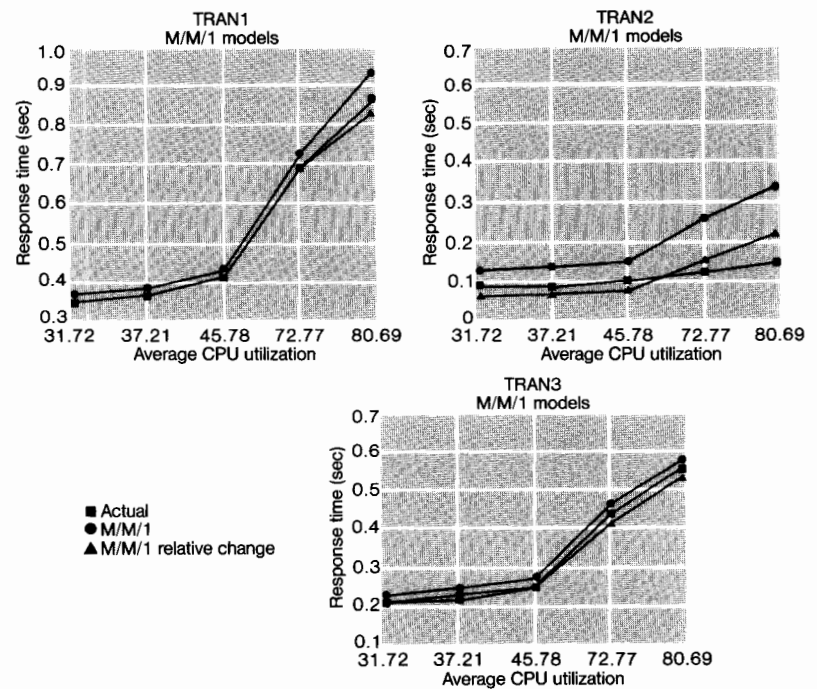 TRAN1
M/M/1 models
1.0
0.9
0.8
0.7
0.6
0.5
0.4
0.3
Response time (sec)
31.72 37.21 45.78 72.77 80.69
Average CPU utilization
TRAN2
M/M/1 models
0.7
0.6
0.5
0.4
0.3
0.2
0.1
0
Response time (sec)
31.72 37.21 45.78 72.77 80.69
Average CPU utilization
TRAN3
M/M/1 models
0.7
0.6
0.5
0.4
0.3
0.2
0.1
Response time (sec)
31.72 37.21 45.78 72.77 80.69
Average CPU utilization
Actual
M/M/1
M/M/1 relative change